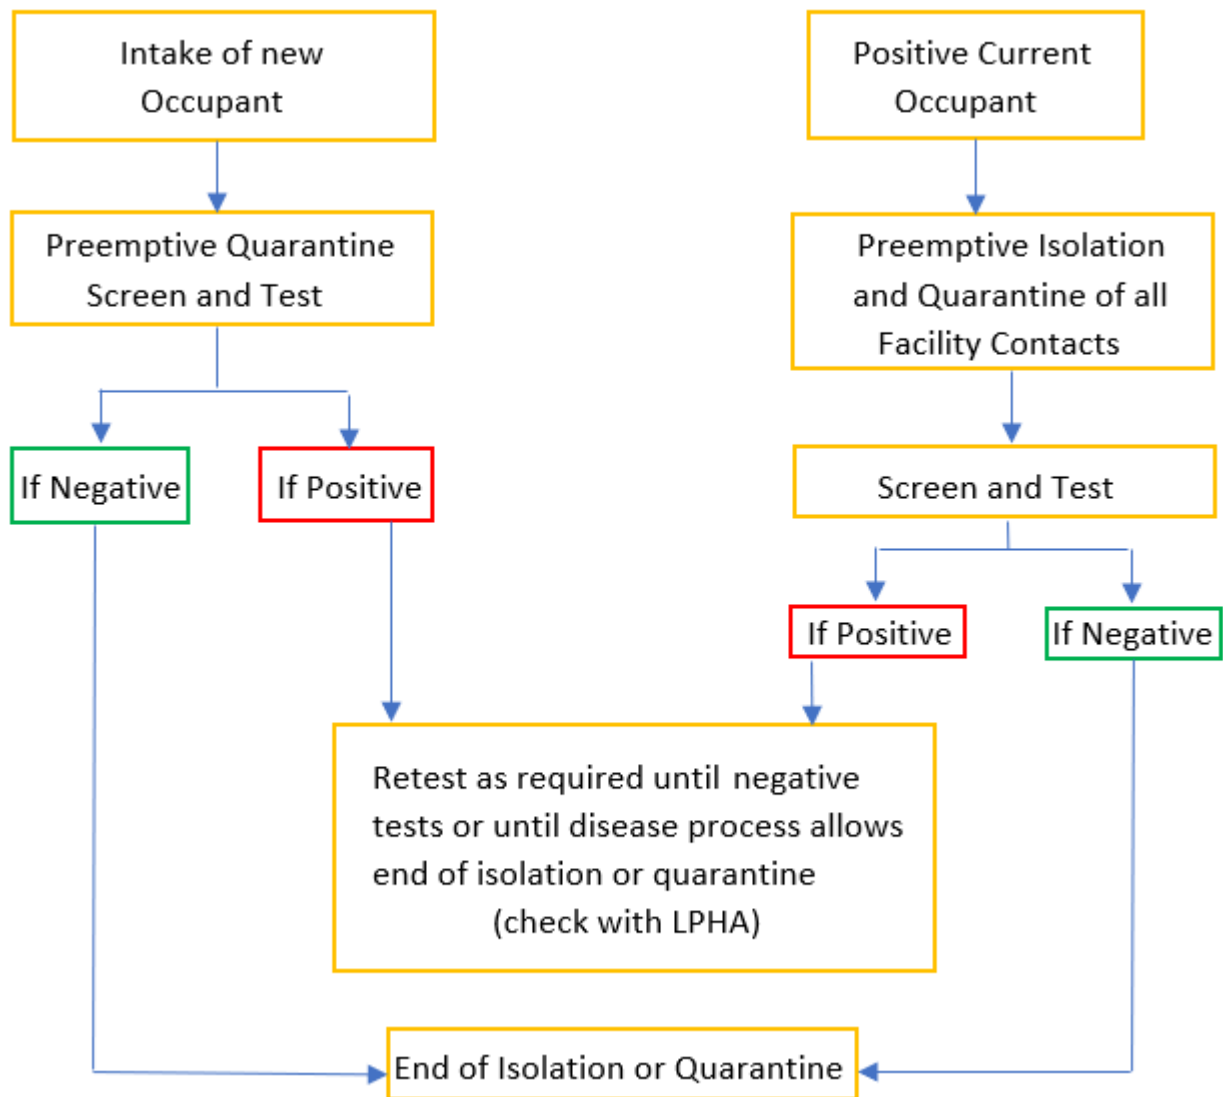 Intake of new
Occupant
Positive Current
Occupant
Preemptive Quarantine
Screen and Test
Preemptive Isolation
and Quarantine of all
Facility Contacts
If Negative
If Positive
Screen and Test
If Positive
If Negative
Retest as required until negative
tests or until disease process allows
end of isolation or quarantine
(check with LPHA)
End of Isolation or Quarantine